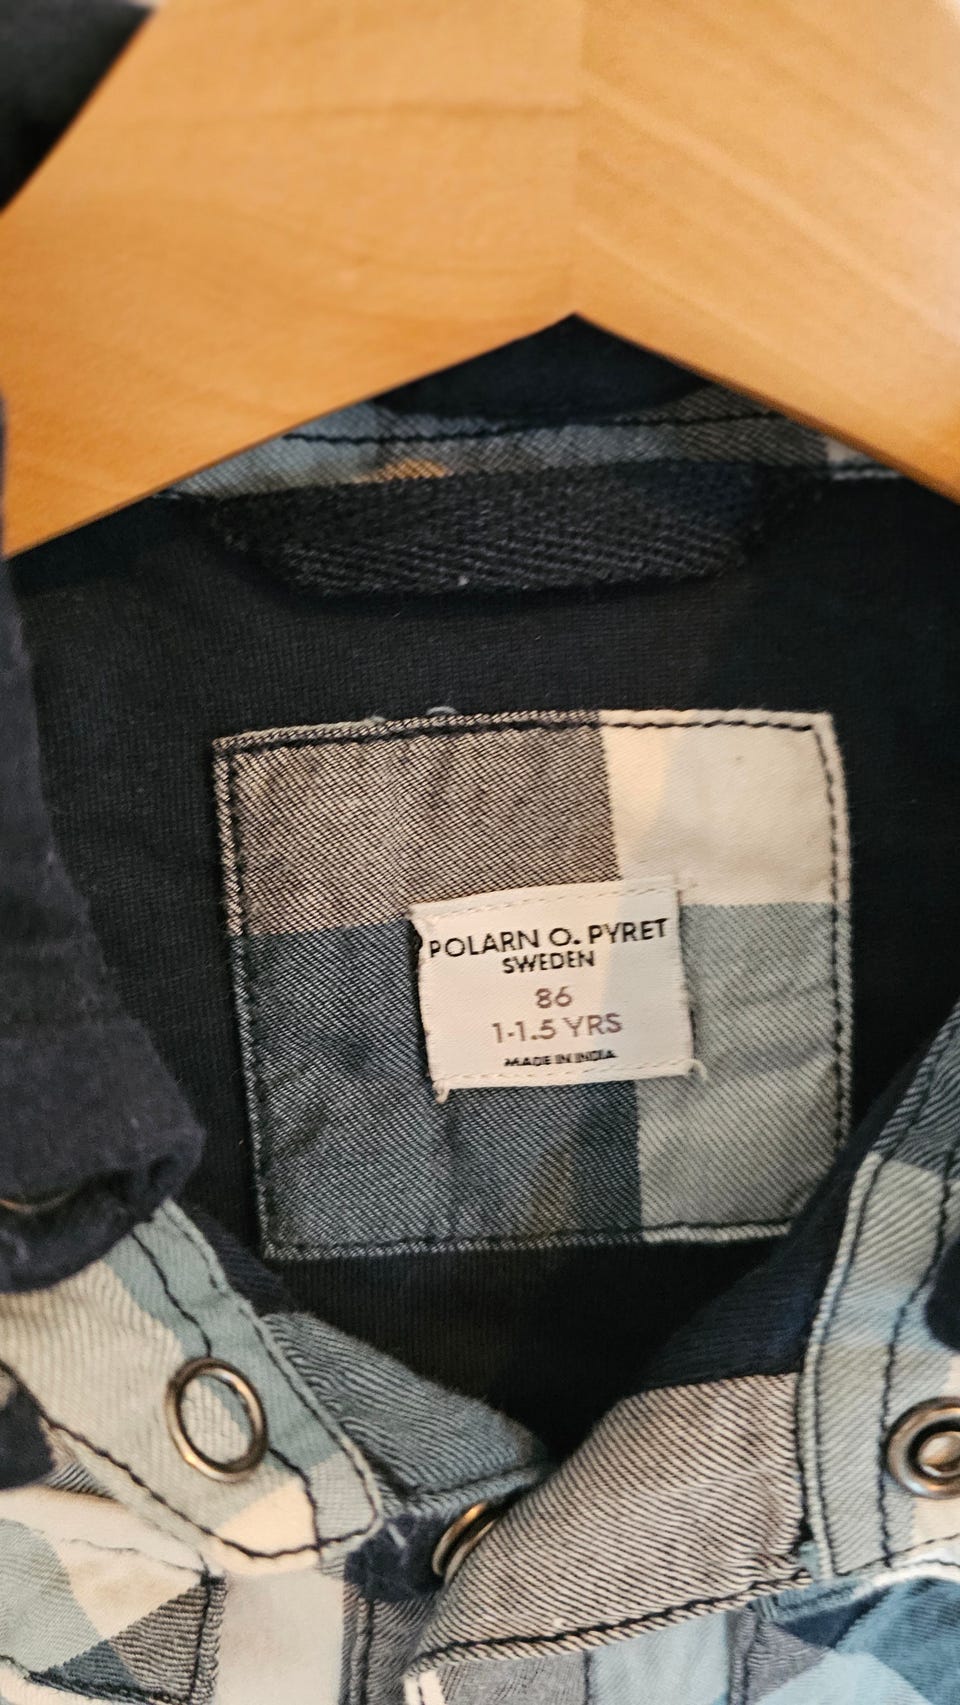 POLARN O. PYRET
SWEDEN
86
1-1.5 YRS
MADE IN INDIA